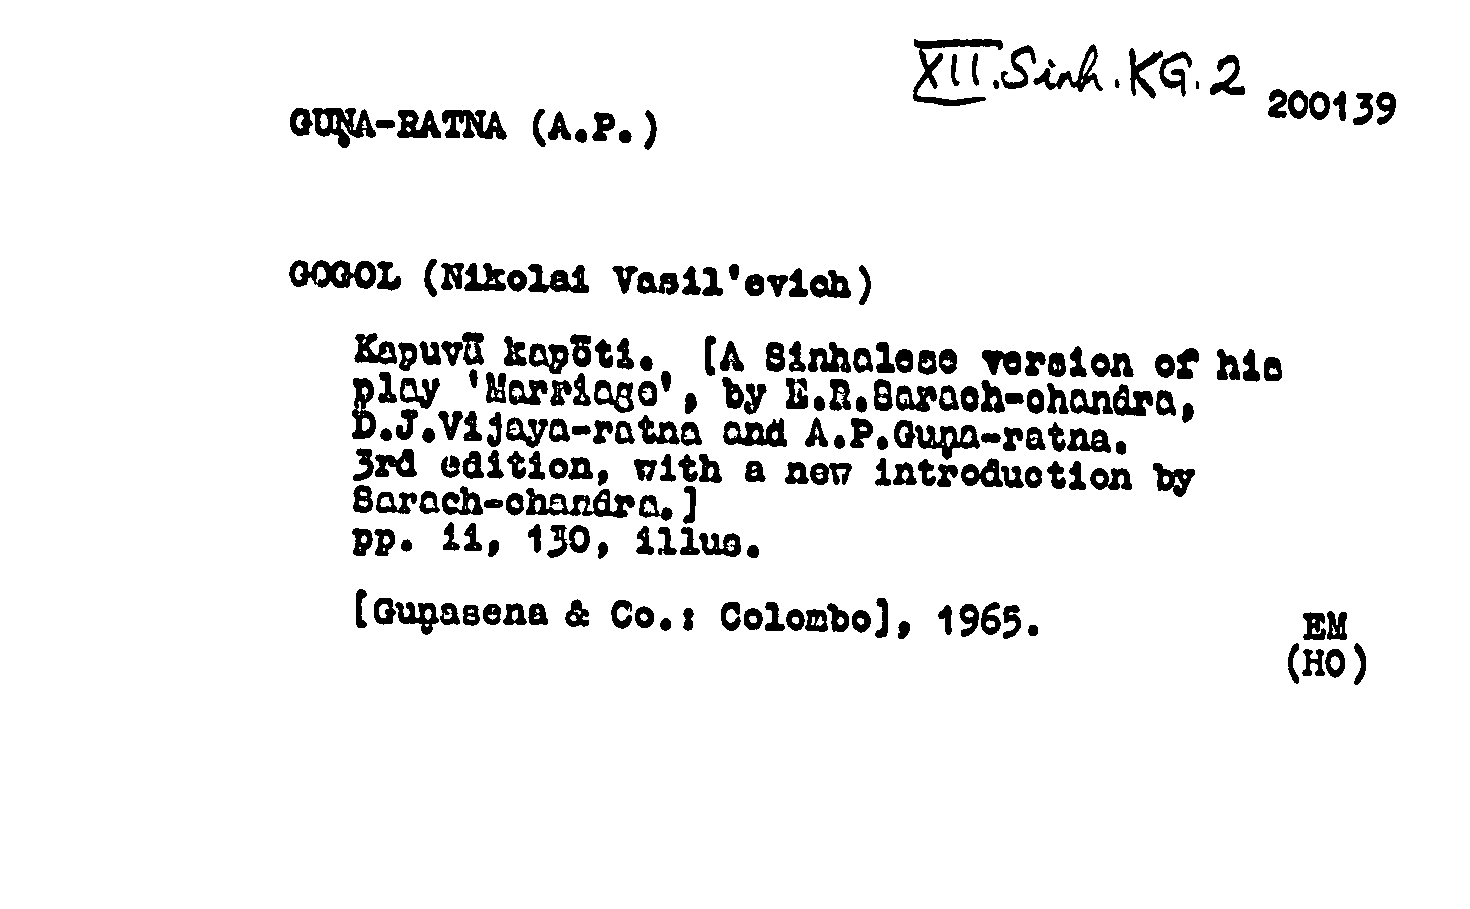 XII.Sinh.KG.2 200139
GUṆA-RATNA (A.P.)
GOGOL (Nikolai Vasil'evich)
Kapuvā kapōti. [A Sinhalese version of his
play 'Marriage', by E.R.Sarach-chandra,
D.J.Vijaya-ratna and A.P.Guṇa-ratna.
3rd edition, with a new introduction by
Sarach-chandra.]
pp. ii, 130, illus.
[Guṇasena & Co.: Colombo], 1965.
EM
(HO)